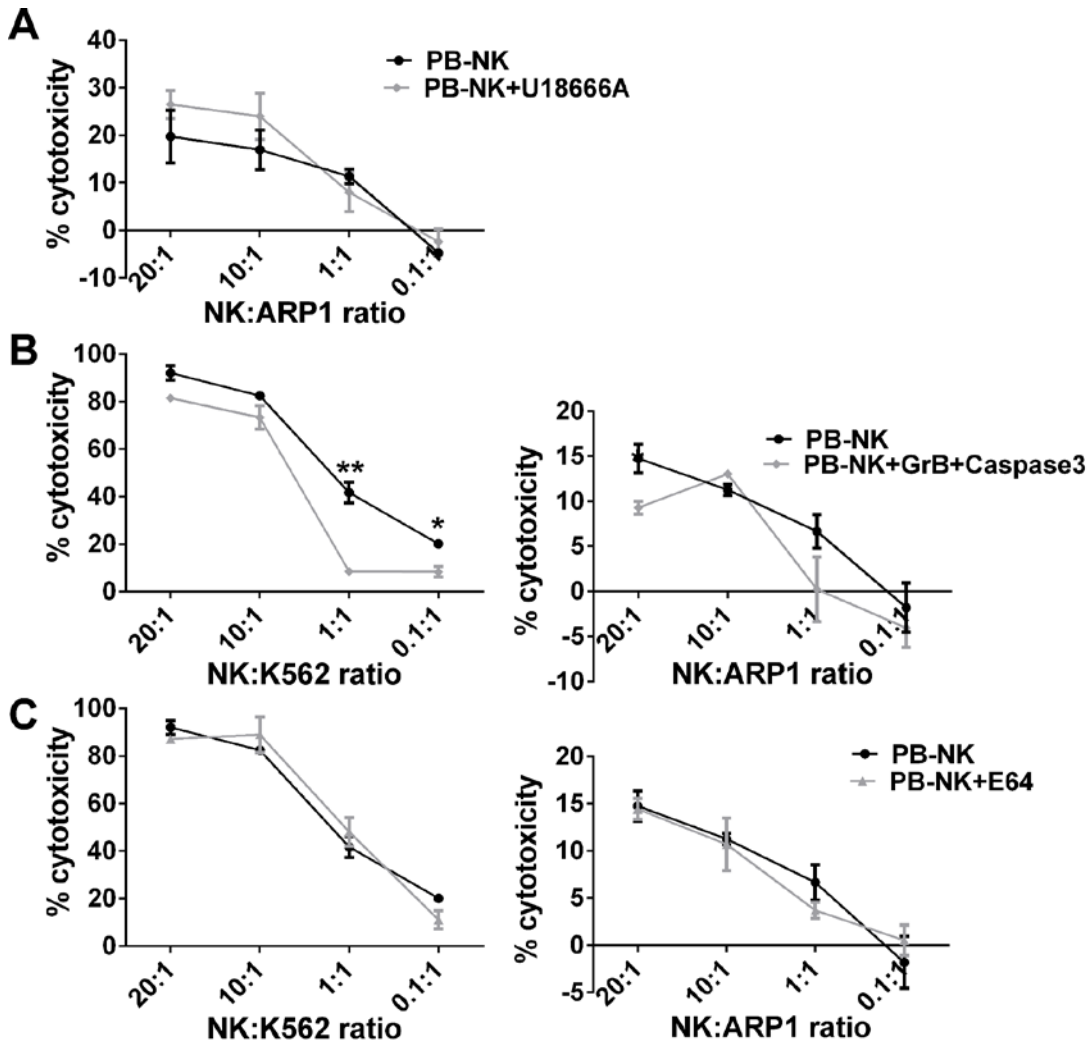 A
% cytotoxicity
40
30
20
10
0
-10
20:1
10:1
1:1
0.1:1
NK:ARP1 ratio
PB-NK
PB-NK+U18666A
B
% cytotoxicity
100
80
60
40
20
0
**
*
20:1
10:1
1:1
0.1:1
NK:K562 ratio
% cytotoxicity
20
15
10
5
0
-5
-10
20:1
10:1
1:1
0.1:1
NK:ARP1 ratio
PB-NK
PB-NK+GrB+Caspase3
C
% cytotoxicity
100
80
60
40
20
0
20:1
10:1
1:1
0.1:1
NK:K562 ratio
% cytotoxicity
20
15
10
5
0
-5
20:1
10:1
1:1
0.1:1
NK:ARP1 ratio
PB-NK
PB-NK+E64